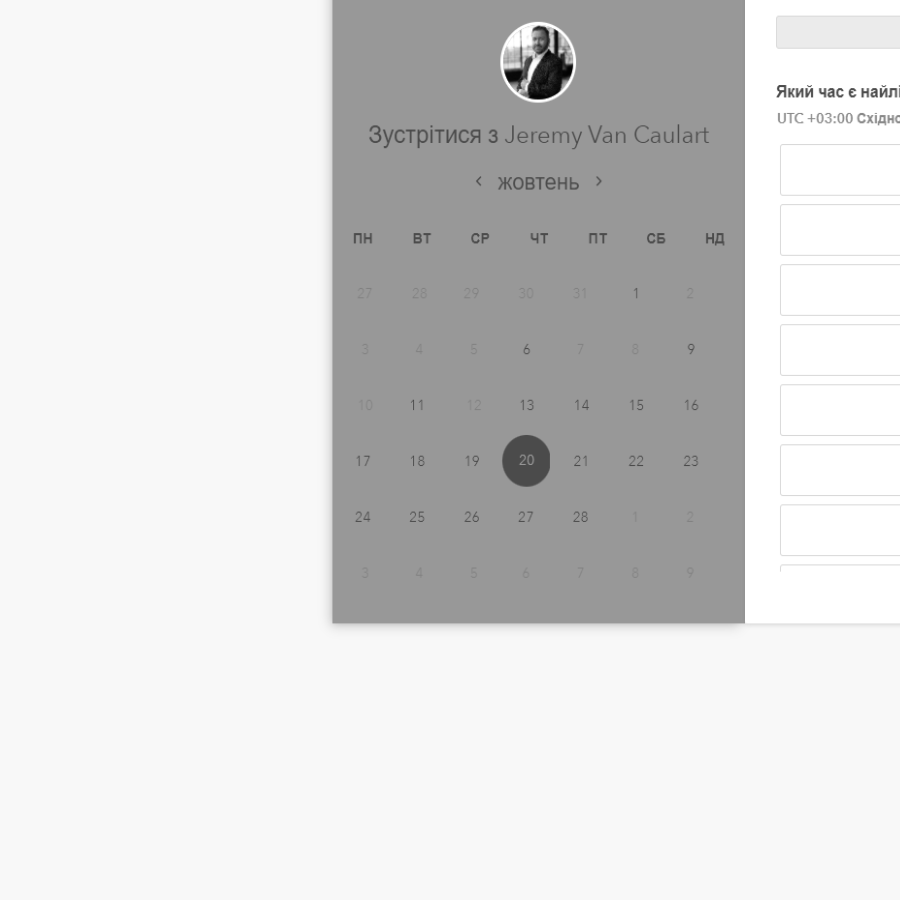 Зустрітися з Jeremy Van Caulart
жовтень
ПН ВТ СР ЧТ ПТ СБ НД
27 28 29 30 31 1 2
3 4 5 6 7 8 9
10 11 12 13 14 15 16
17 18 19 20 21 22 23
24 25 26 27 28 1 2
3 4 5 6 7 8 9
Який час є найлі
UTC +03:00 Східно